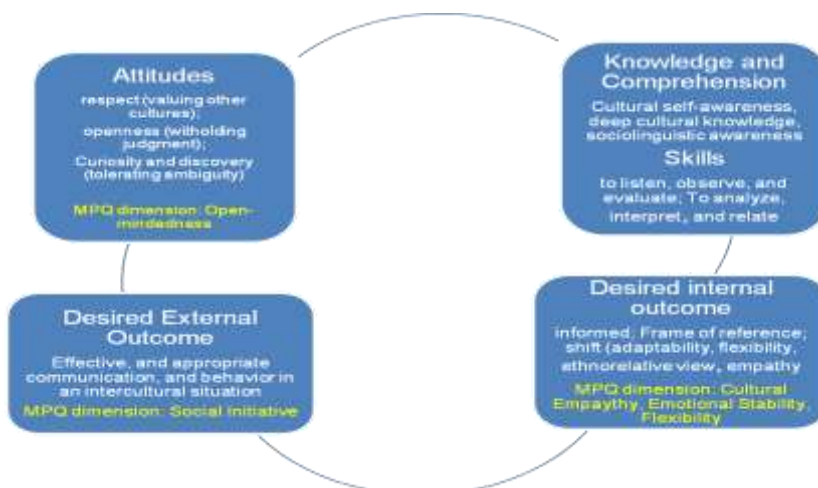 Attitudes
respect (valuing other
cultures);
openness (witholding
judgment);
Curiosity and discovery
(tolerating ambiguity)
MPQ dimension: Open-
mindedness
Knowledge and
Comprehension
Cultural self-awareness,
deep cultural knowledge,
sociolinguistic awareness
Skills
to listen, observe, and
evaluate; To analyze,
interpret, and relate
Desired External
Outcome
Effective, and appropriate
communication, and behavior in
an intercultural situation
MPQ dimension: Social Initiative
Desired internal
outcome
informed; Frame of reference;
shift (adaptability, flexibility,
ethnorelative view, empathy
MPQ dimension: Cultural
Empaythy, Emotional Stability,
Flexibility